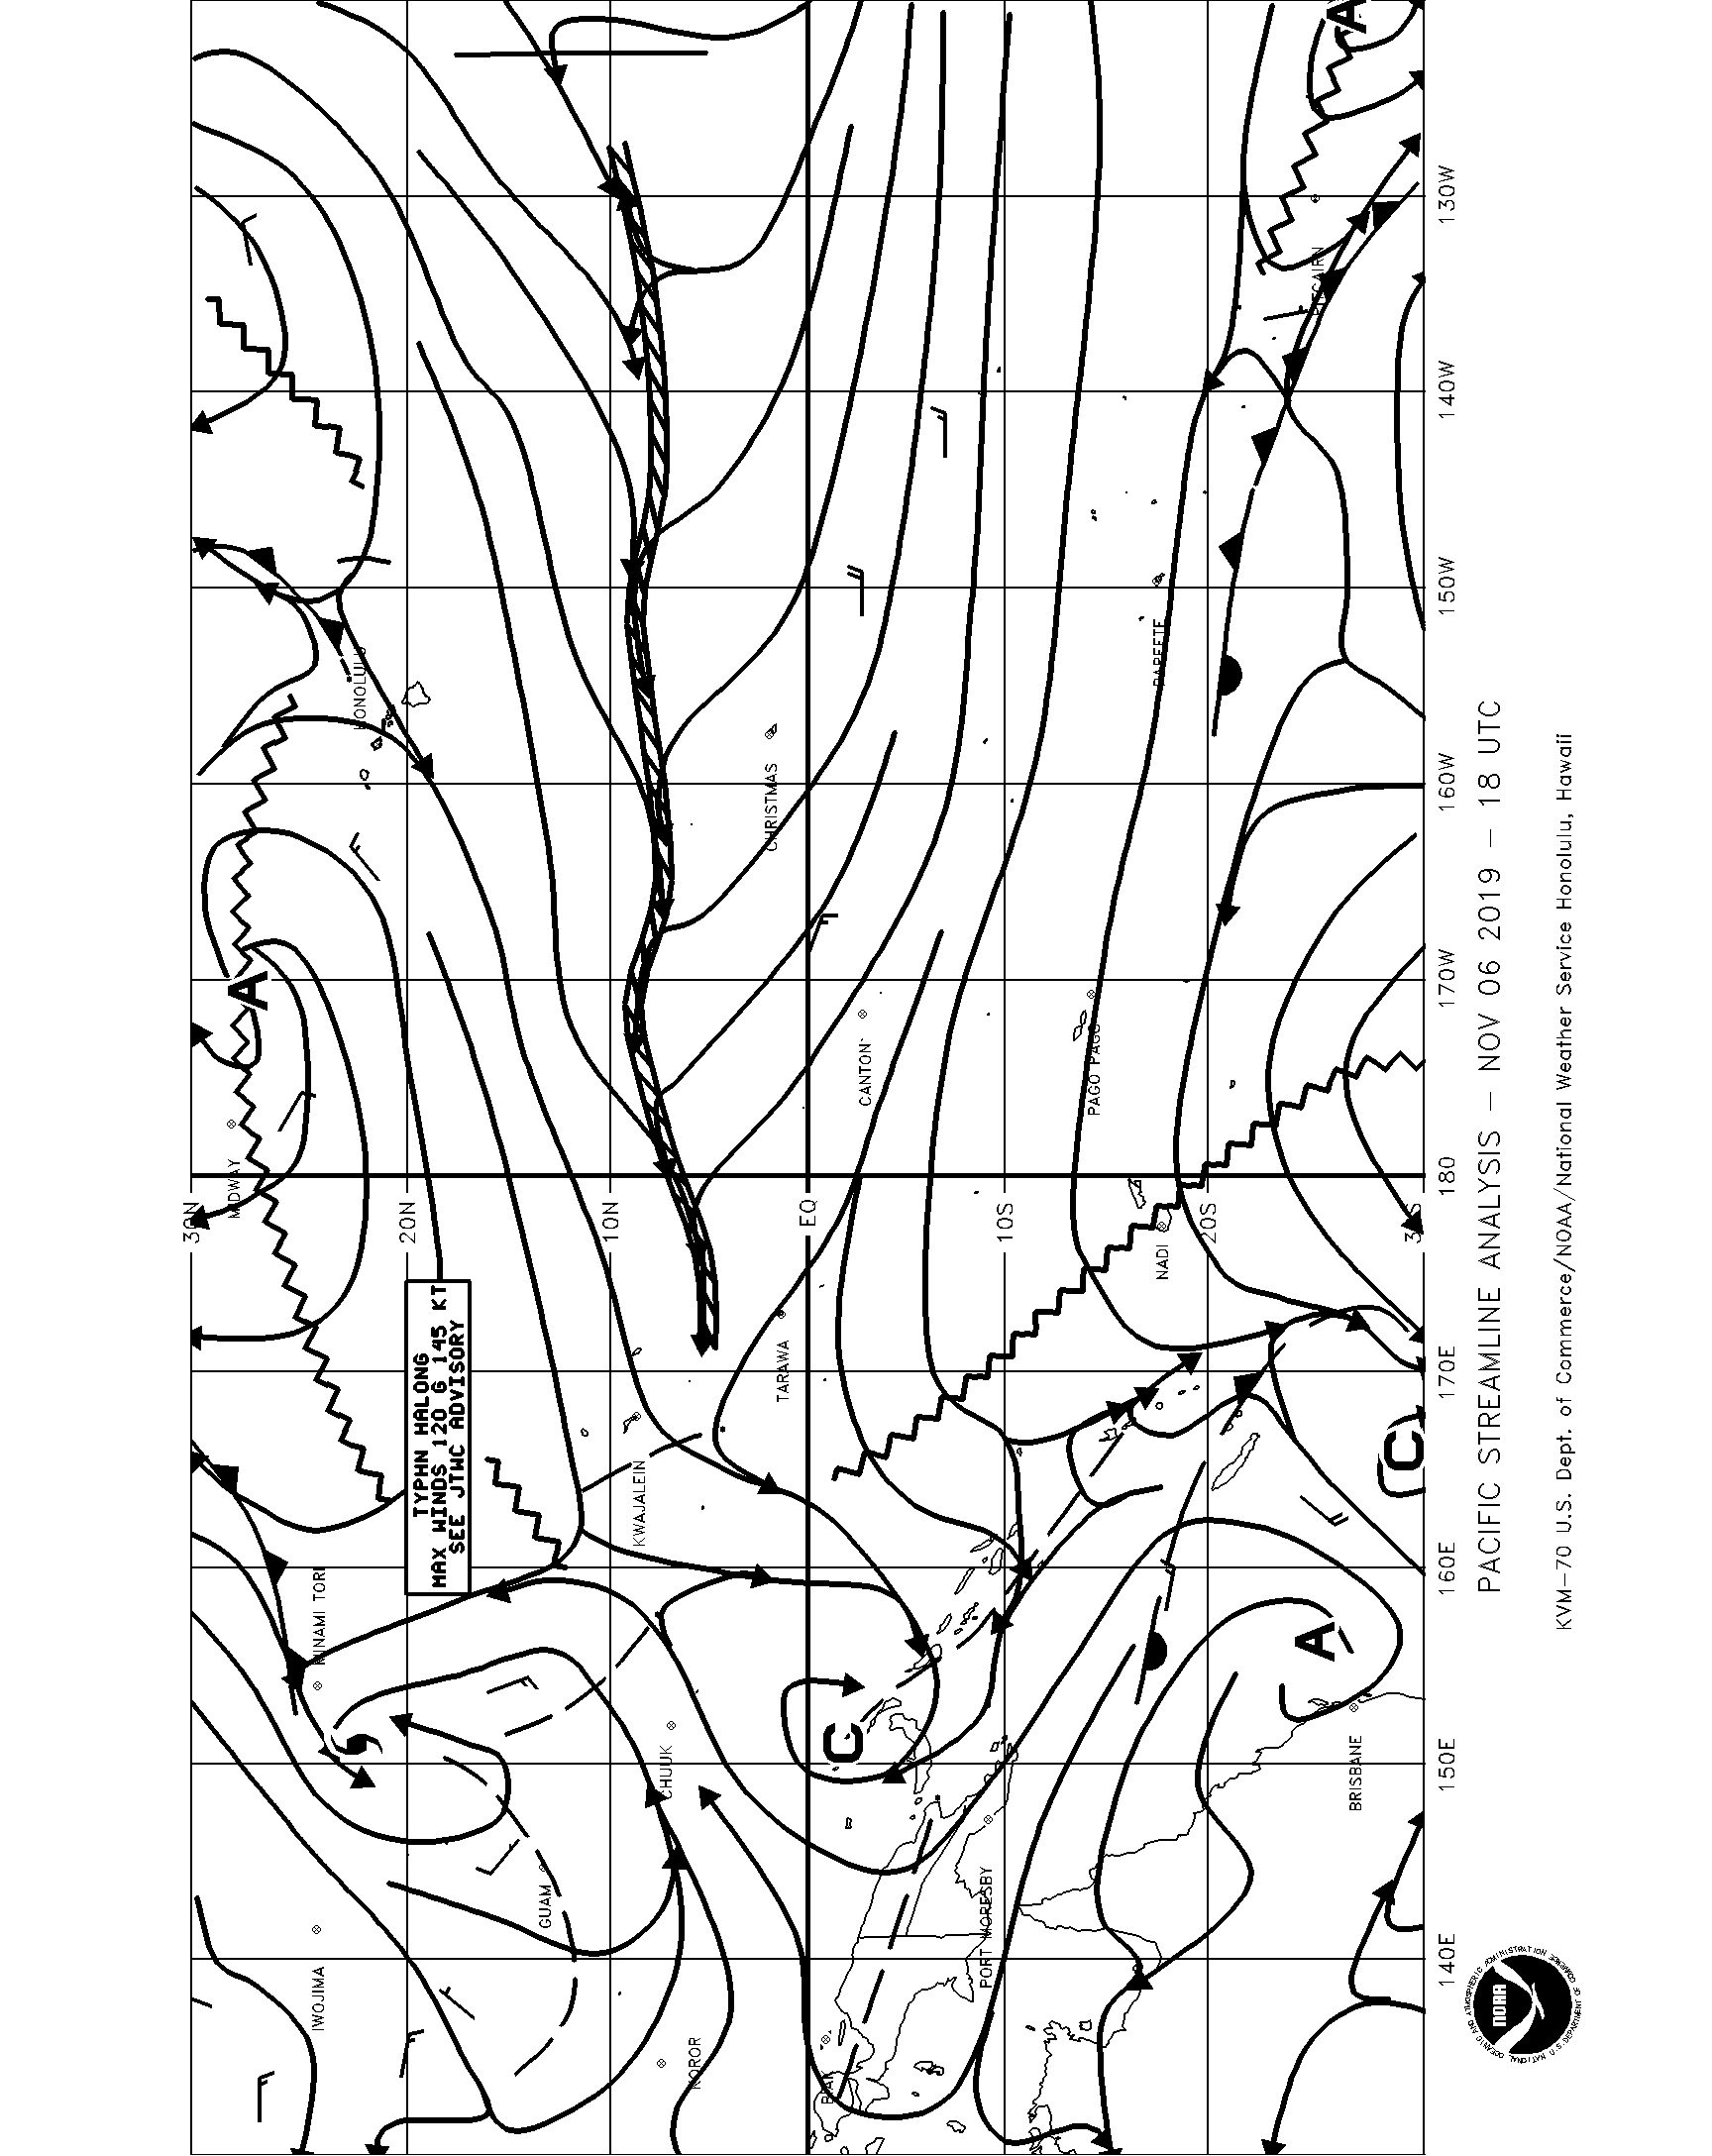 A
130W
PITCAIRN
140W
150W
HONOLULU
PAPEETE
CHRISTMAS
160W
A
170W
CANTON
PAGO PAGO
MIDWAY
30N
20N
10N
EQ
10S
20S
180
NADI
TYPHN HALONG
MAX WINDS 120 G 145 KT
SEE JTWC ADVISORY
TARAWA
170E
KWAJALEIN
C
160E
MINAMI TORI
A
C
CHUUK
150E
BRISBANE
GUAM
PORT MORESBY
140E
IWOJIMA
KOROR
BIAK
PACIFIC STREAMLINE ANALYSIS – NOV 06 2019 – 18 UTC
KVM–70 U.S. Dept. of Commerce/NOAA/National Weather Service Honolulu, Hawaii
NOAA
NATIONAL OCEANIC AND ATMOSPHERIC ADMINISTRATION
U.S. DEPARTMENT OF COMMERCE